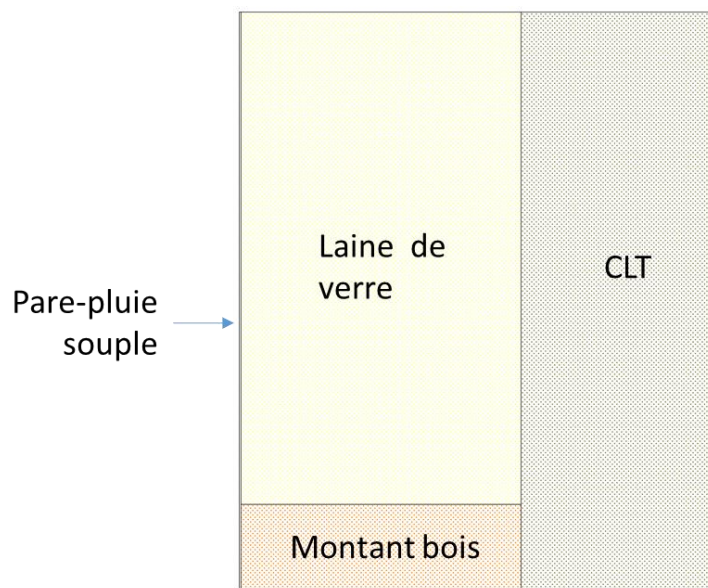 Pare-pluie
souple
Laine de
verre
CLT
Montant bois